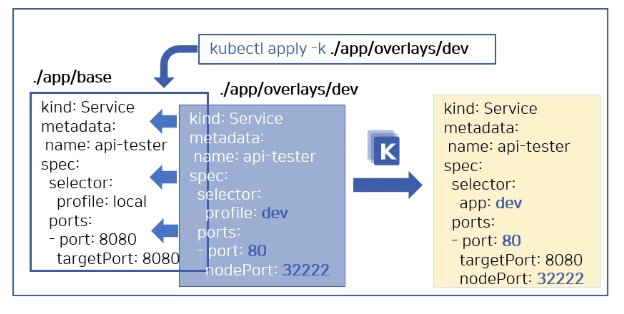 kubectl apply -k ./app/overlays/dev
./app/base
kind: Service
metadata:
name: api-tester
spec:
selector:
profile: local
ports:
- port: 8080
targetPort: 8080
./app/overlays/dev
kind: Service
metadata:
name: api-tester
spec:
selector:
profile: dev
ports:
- port: 80
nodePort: 32222
K
kind: Service
metadata:
name: api-tester
spec:
selector:
app: dev
ports:
- port: 80
targetPort: 8080
nodePort: 32222